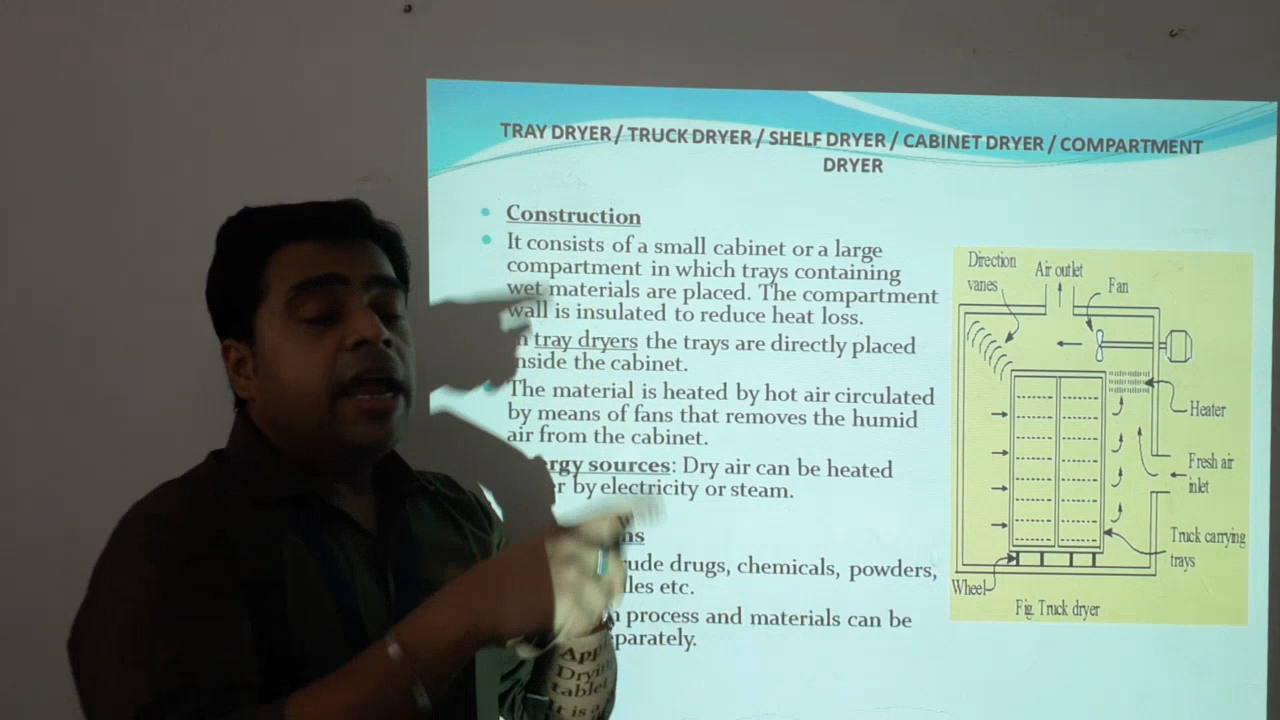 TRAY DRYER / TRUCK DRYER / SHELF DRYER / CABINET DRYER / COMPARTMENT
DRYER
Construction
It consists of a small cabinet or a large
compartment in which trays containing
wet materials are placed. The compartment
wall is insulated to reduce heat loss.
tray dryers the trays are directly placed
inside the cabinet.
The material is heated by hot air circulated
by means of fans that removes the humid
air from the cabinet.
sources: Dry air can be heated
by electricity or steam.
drugs, chemicals, powders,
etc.
process and materials can be
App
Dryin
table
It is a
Direction
vanes
Air outlet
Fan
Heater
Fresh air
inlet
Truck carrying
trays
Wheel
Fig. Truck dryer